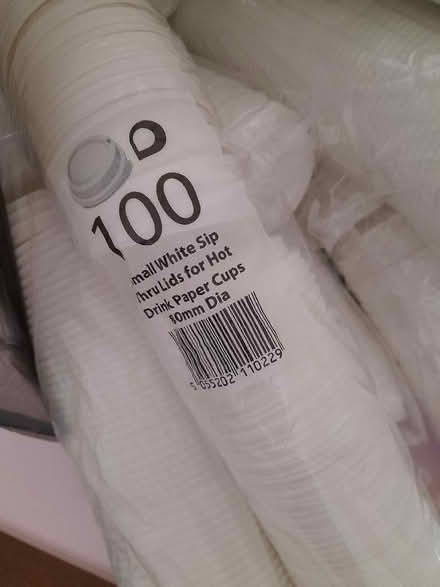 100
Small White Sip
Thru Lids for Hot
Drink Paper Cups
80mm Dia
5 055202 110229